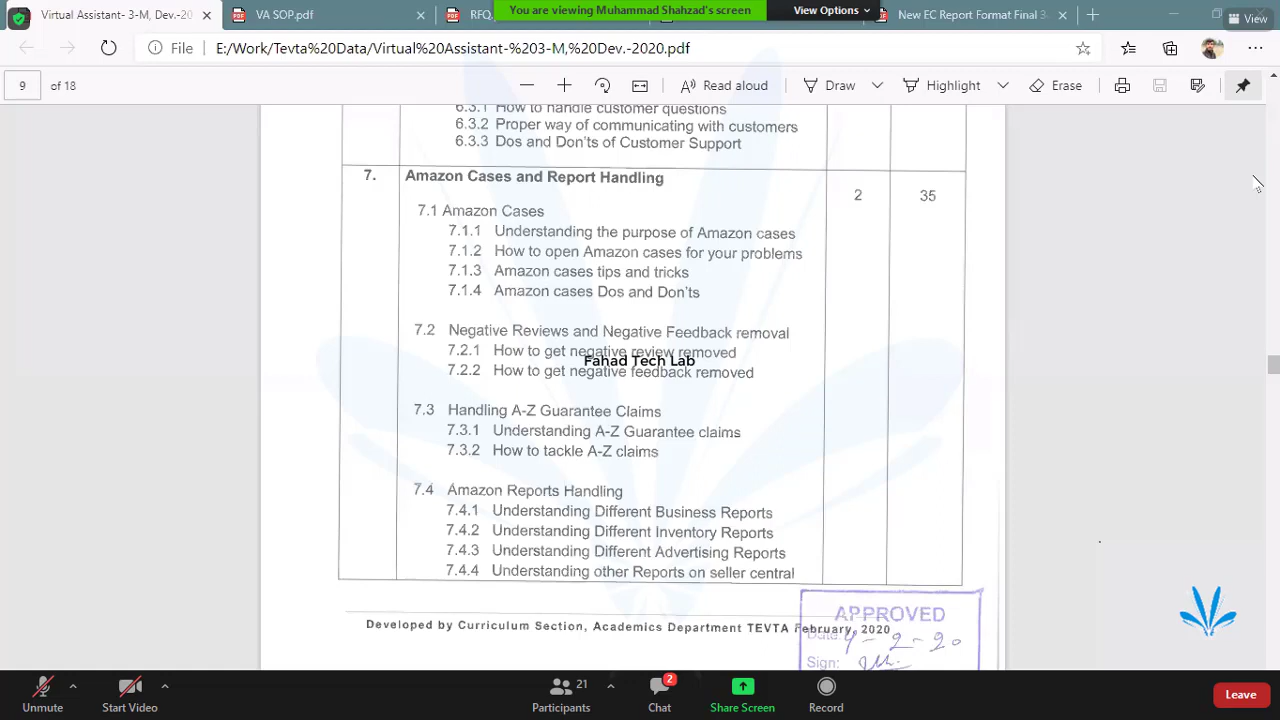 Virtual Assistant 3-M, Dev.-20
VA SOP.pdf
RFQ
You are viewing Muhammad Shahzad's screen
View Options
New EC Report Format Final 3
View
File
E:/Work/Tevta%20Data/Virtual%20Assistant-%203-M,%20Dev.-2020.pdf
9 of 18
Read aloud
Draw
Highlight
Erase
6.3.1 How to handle customer questions
6.3.2 Proper way of communicating with customers
6.3.3 Dos and Don'ts of Customer Support
7. Amazon Cases and Report Handling 2 35
7.1 Amazon Cases
7.1.1 Understanding the purpose of Amazon cases
7.1.2 How to open Amazon cases for your problems
7.1.3 Amazon cases tips and tricks
7.1.4 Amazon cases Dos and Don'ts
7.2 Negative Reviews and Negative Feedback removal
7.2.1 How to get negative review removed
Fahad Tech Lab
7.2.2 How to get negative feedback removed
7.3 Handling A-Z Guarantee Claims
7.3.1 Understanding A-Z Guarantee claims
7.3.2 How to tackle A-Z claims
7.4 Amazon Reports Handling
7.4.1 Understanding Different Business Reports
7.4.2 Understanding Different Inventory Reports
7.4.3 Understanding Different Advertising Reports
7.4.4 Understanding other Reports on seller central
Developed by Curriculum Section, Academics Department TEVTA February, 2020
APPROVED
Date: 4-2-20
Sign:
Unmute
Start Video
21
Participants
2
Chat
Share Screen
Record
Leave